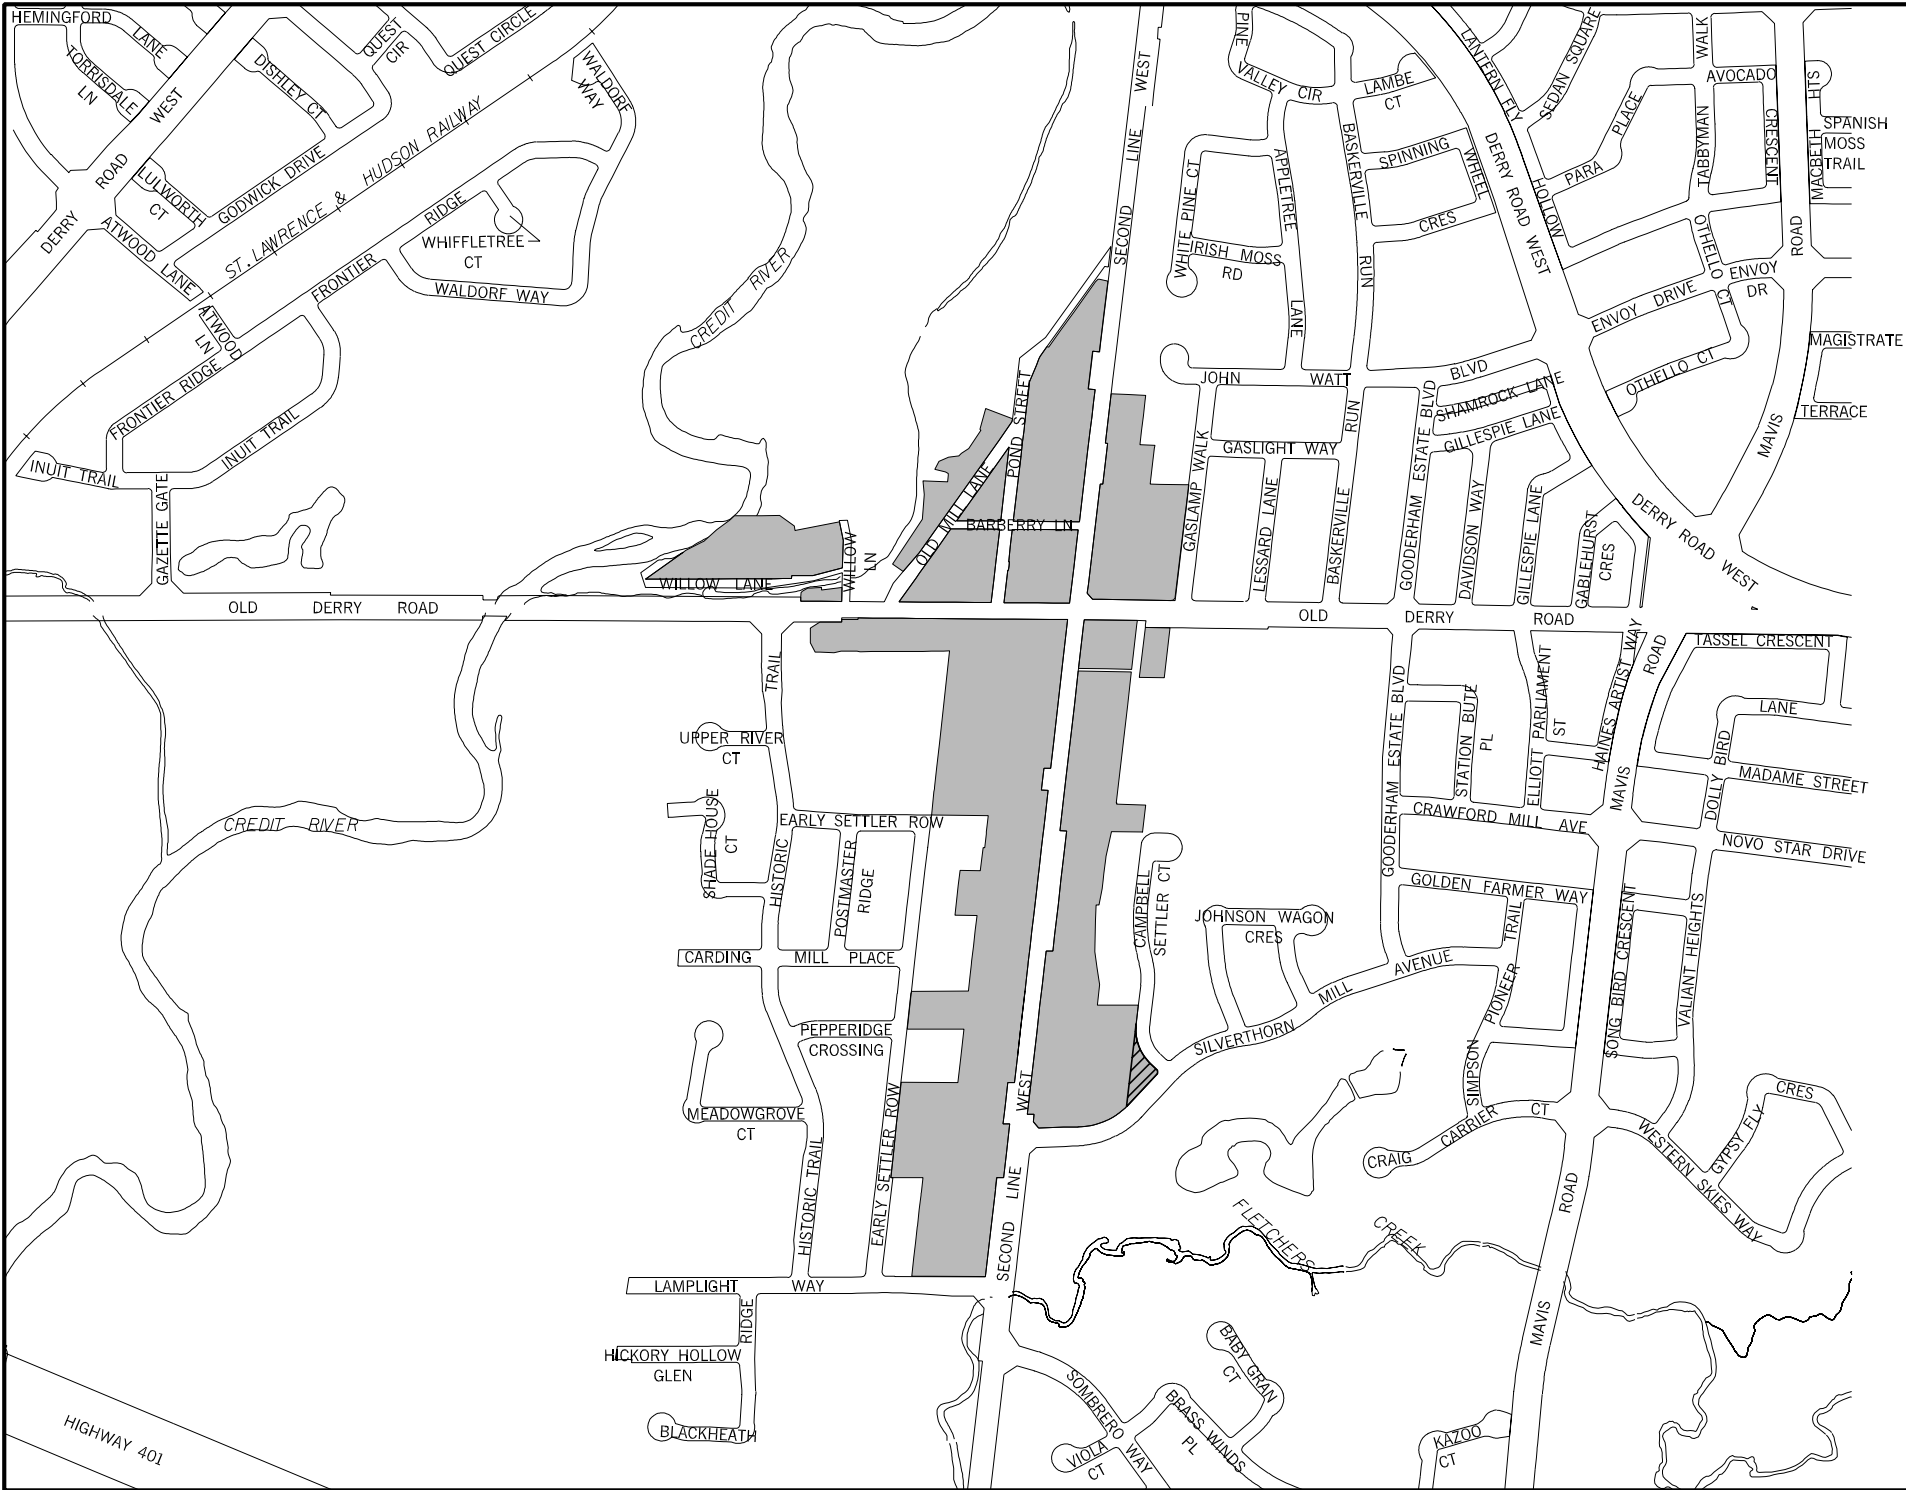 HEMINGFORD
LANE
TORRISDALE
LN
DERRY ROAD WEST
DISHLEY CT
QUEST
CIR
QUEST CIRCLE
WALDORF
WAY
LULWORTH
CT
ATWOOD LANE
GODWICK DRIVE
ST. LAWRENCE & HUDSON RAILWAY
FRONTIER RIDGE
WHIFFLETREE
CT
WALDORF WAY
ATWOOD
LN
FRONTIER RIDGE
INUIT TRAIL
INUIT TRAIL
GAZETTE GATE
CREDIT RIVER
SECOND LINE WEST
PINE
VALLEY CIR
LAMBE
CT
LANTERN FLY
HOLLOW
SEDAN SQUARE
WALK
TABBYMAN
AVOCADO
CRESCENT
MACBETH HTS
SPANISH
MOSS
TRAIL
PARA PLACE
BASKERVILLE RUN
SPINNING
WHEEL
CRES
DERRY ROAD WEST
WHITE PINE CT
APPLETREE
LANE
IRISH MOSS
RD
OTHELLO
CT
ENVOY DRIVE
ENVOY
DR
OTHELLO CT
MAVIS ROAD
MAGISTRATE
TERRACE
JOHN WATT BLVD
SHAMROCK LANE
GILLESPIE LANE
GASLIGHT WAY
GASLAMP WALK
LESSARD LANE
BASKERVILLE RUN
GOODERHAM ESTATE BLVD
DAVIDSON WAY
GILLESPIE LANE
GABLEHURST
CRES
DERRY ROAD WEST
POND STREET
OLD MILL LANE
BARBERRY LN
WILLOW LANE
WILLOW
LN
OLD DERRY ROAD
OLD DERRY ROAD
TRAIL
HISTORIC
UPPER RIVER
CT
SHADE HOUSE
CT
EARLY SETTLER ROW
POSTMASTER
RIDGE
CREDIT RIVER
CARDING MILL PLACE
PEPPERIDGE
CROSSING
MEADOWGROVE
CT
HISTORIC TRAIL
EARLY SETTLER ROW
CAMPBELL
SETTLER CT
JOHNSON WAGON
CRES
SILVERTHORN MILL AVENUE
GOODERHAM ESTATE BLVD
STATION BUTE
PL
ELLIOTT PARLIAMENT
ST
HAINES ARTIST WAY
MAVIS ROAD
TASSEL CRESCENT
DOLLY BIRD
LANE
MADAME STREET
NOVO STAR DRIVE
CRAWFORD MILL AVE
GOLDEN FARMER WAY
SIMPSON PIONEER TRAIL
SONG BIRD CRESCENT
VALIANT HEIGHTS
CRAIG CARRIER CT
WESTERN SKIES WAY
GYPSY FLY
CRES
SECOND LINE WEST
FLETCHERS CREEK
MAVIS ROAD
LAMPLIGHT WAY
RIDGE
HICKORY HOLLOW
GLEN
BLACKHEATH
HIGHWAY 401
SOMBRERO WAY
VIOLA
CT
BRASS WINDS
PL
BABY GRAN
CT
KAZOO
CT